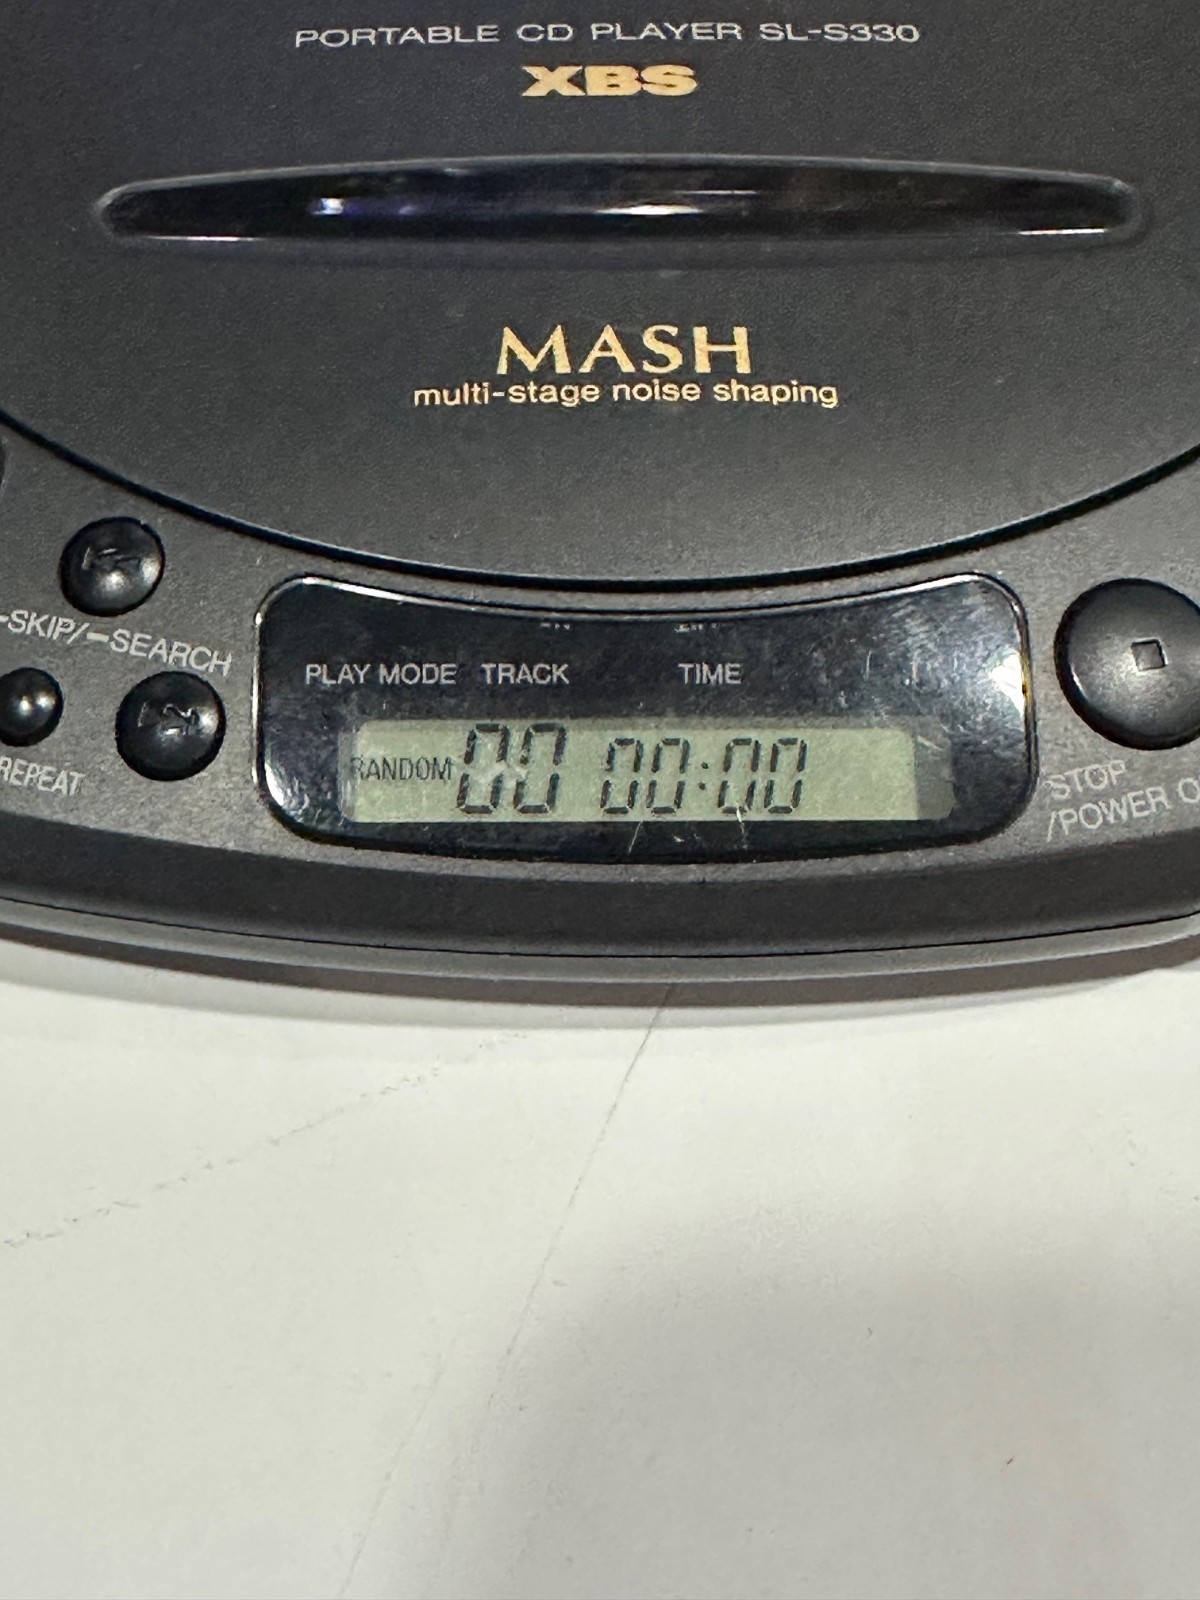 PORTABLE CD PLAYER SL-S330
XBS
MASH
multi-stage noise shaping
-SKIP/-SEARCH
REPEAT
PLAY MODE TRACK TIME
RANDOM 00 00:00
STOP
/POWER